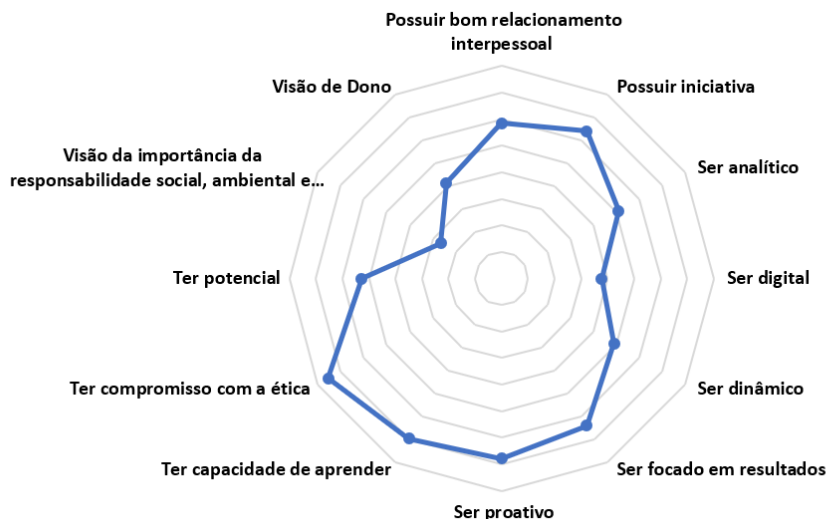 Possuir bom relacionamento
interpessoal
Possuir iniciativa
Ser analítico
Ser digital
Ser dinâmico
Ser focado em resultados
Ser proativo
Ter capacidade de aprender
Ter compromisso com a ética
Ter potencial
Visão da importância da
responsabilidade social, ambiental e...
Visão de Dono